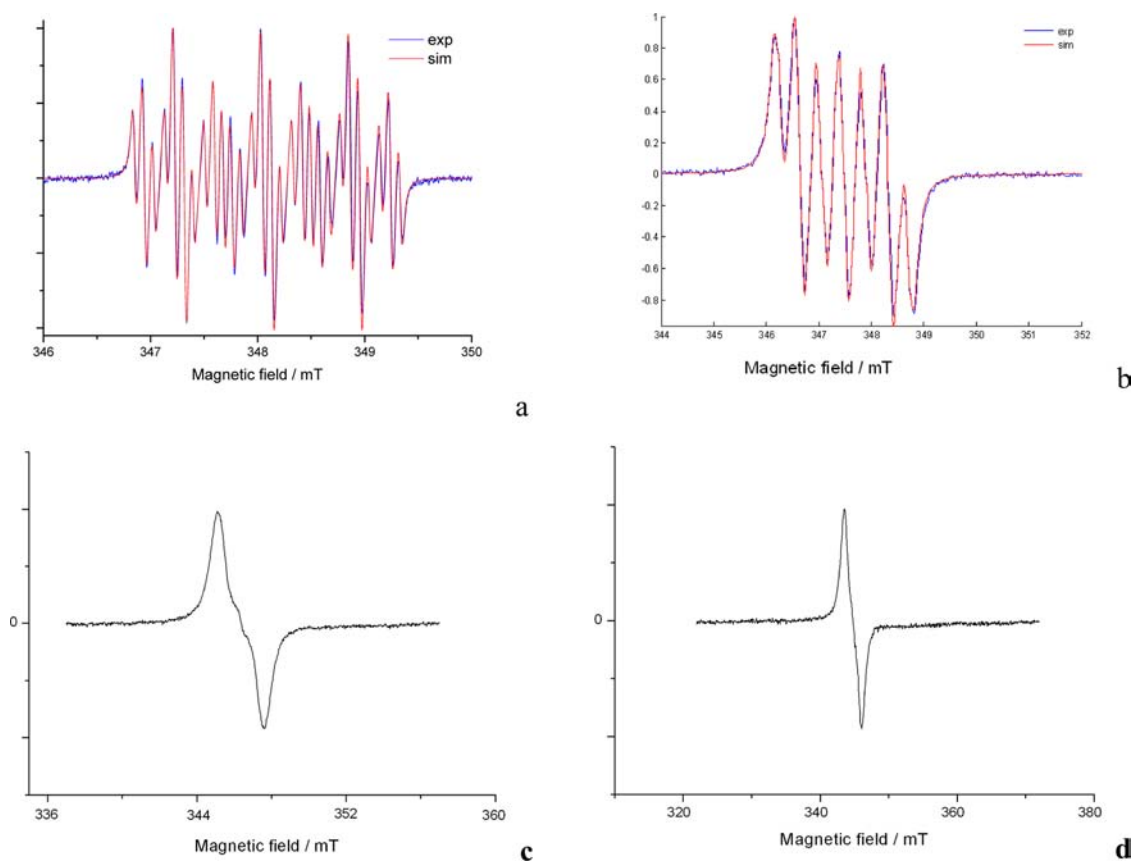 exp
sim
346 347 348 349 350
Magnetic field / mT
a
1
0.8
0.6
0.4
0.2
0
-0.2
-0.4
-0.6
-0.8
exp
sim
344 345 346 347 348 349 350 351 352
Magnetic field / mT
b
0
336 344 352 360
Magnetic field / mT
c
0
320 340 360 380
Magnetic field / mT
d